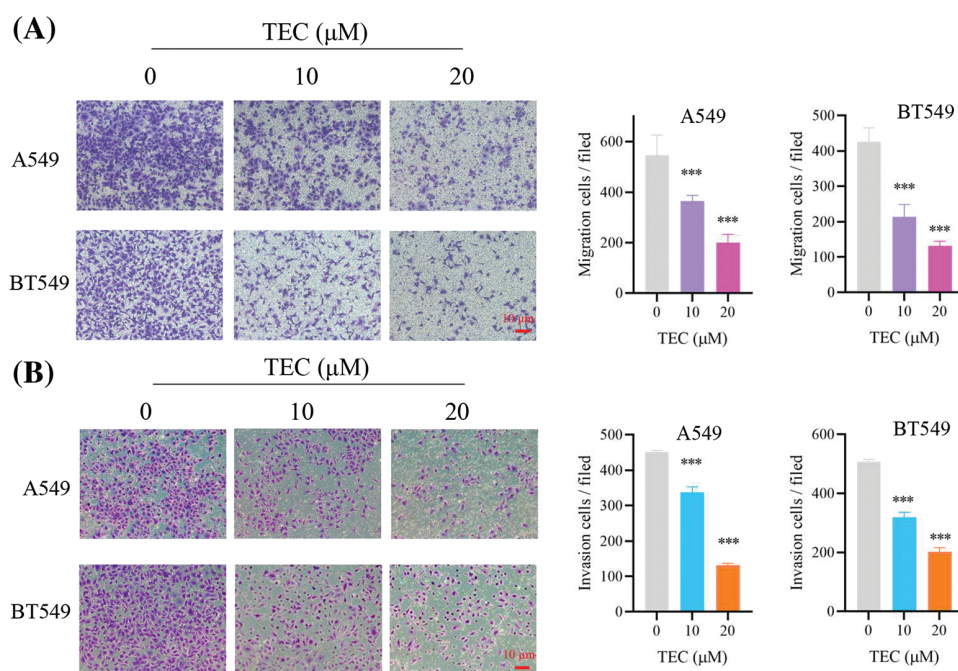 (A)
TEC (μM)
0 10 20
A549
BT549
10 μm
A549
Migration cells / filed
600
400
200
0
0 10 20
TEC (μM)
*** ***
BT549
Migration cells / filed
500
400
300
200
100
0
0 10 20
TEC (μM)
*** ***
(B)
TEC (μM)
0 10 20
A549
BT549
10 μm
A549
Invasion cells / filed
500
400
300
200
100
0
0 10 20
TEC (μM)
*** ***
BT549
Invasion cells / filed
600
400
200
0
0 10 20
TEC (μM)
*** ***